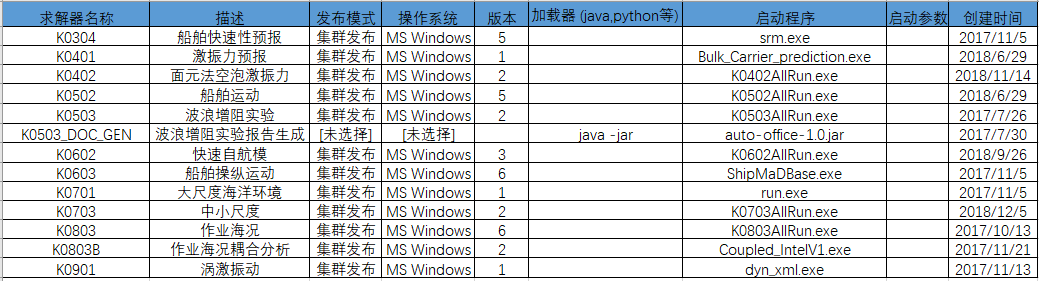 求解器名称 描述 发布模式 操作系统 版本 加载器 (java,python等) 启动程序 启动参数 创建时间
K0304 船舶快速性预报 集群发布 MS Windows 5 srm.exe 2017/11/5
K0401 激振力预报 集群发布 MS Windows 1 Bulk_Carrier_prediction.exe 2018/6/29
K0402 面元法空泡激振力 集群发布 MS Windows 2 K0402AllRun.exe 2018/11/14
K0502 船舶运动 集群发布 MS Windows 5 K0502AllRun.exe 2018/6/29
K0503 波浪增阻实验 集群发布 MS Windows 2 K0503AllRun.exe 2017/7/26
K0503_DOC_GEN 波浪增阻实验报告生成 [未选择] [未选择] java -jar auto-office-1.0.jar 2017/7/30
K0602 快速自航模 集群发布 MS Windows 3 K0602AllRun.exe 2018/9/26
K0603 船舶操纵运动 集群发布 MS Windows 6 ShipMaDBase.exe 2017/11/5
K0701 大尺度海洋环境 集群发布 MS Windows 1 run.exe 2017/11/5
K0703 中小尺度 集群发布 MS Windows 2 K0703AllRun.exe 2018/12/5
K0803 作业海况 集群发布 MS Windows 6 K0803AllRun.exe 2017/10/13
K0803B 作业海况耦合分析 集群发布 MS Windows 2 Coupled_IntelV1.exe 2017/11/21
K0901 涡激振动 集群发布 MS Windows 1 dyn_xml.exe 2017/11/13